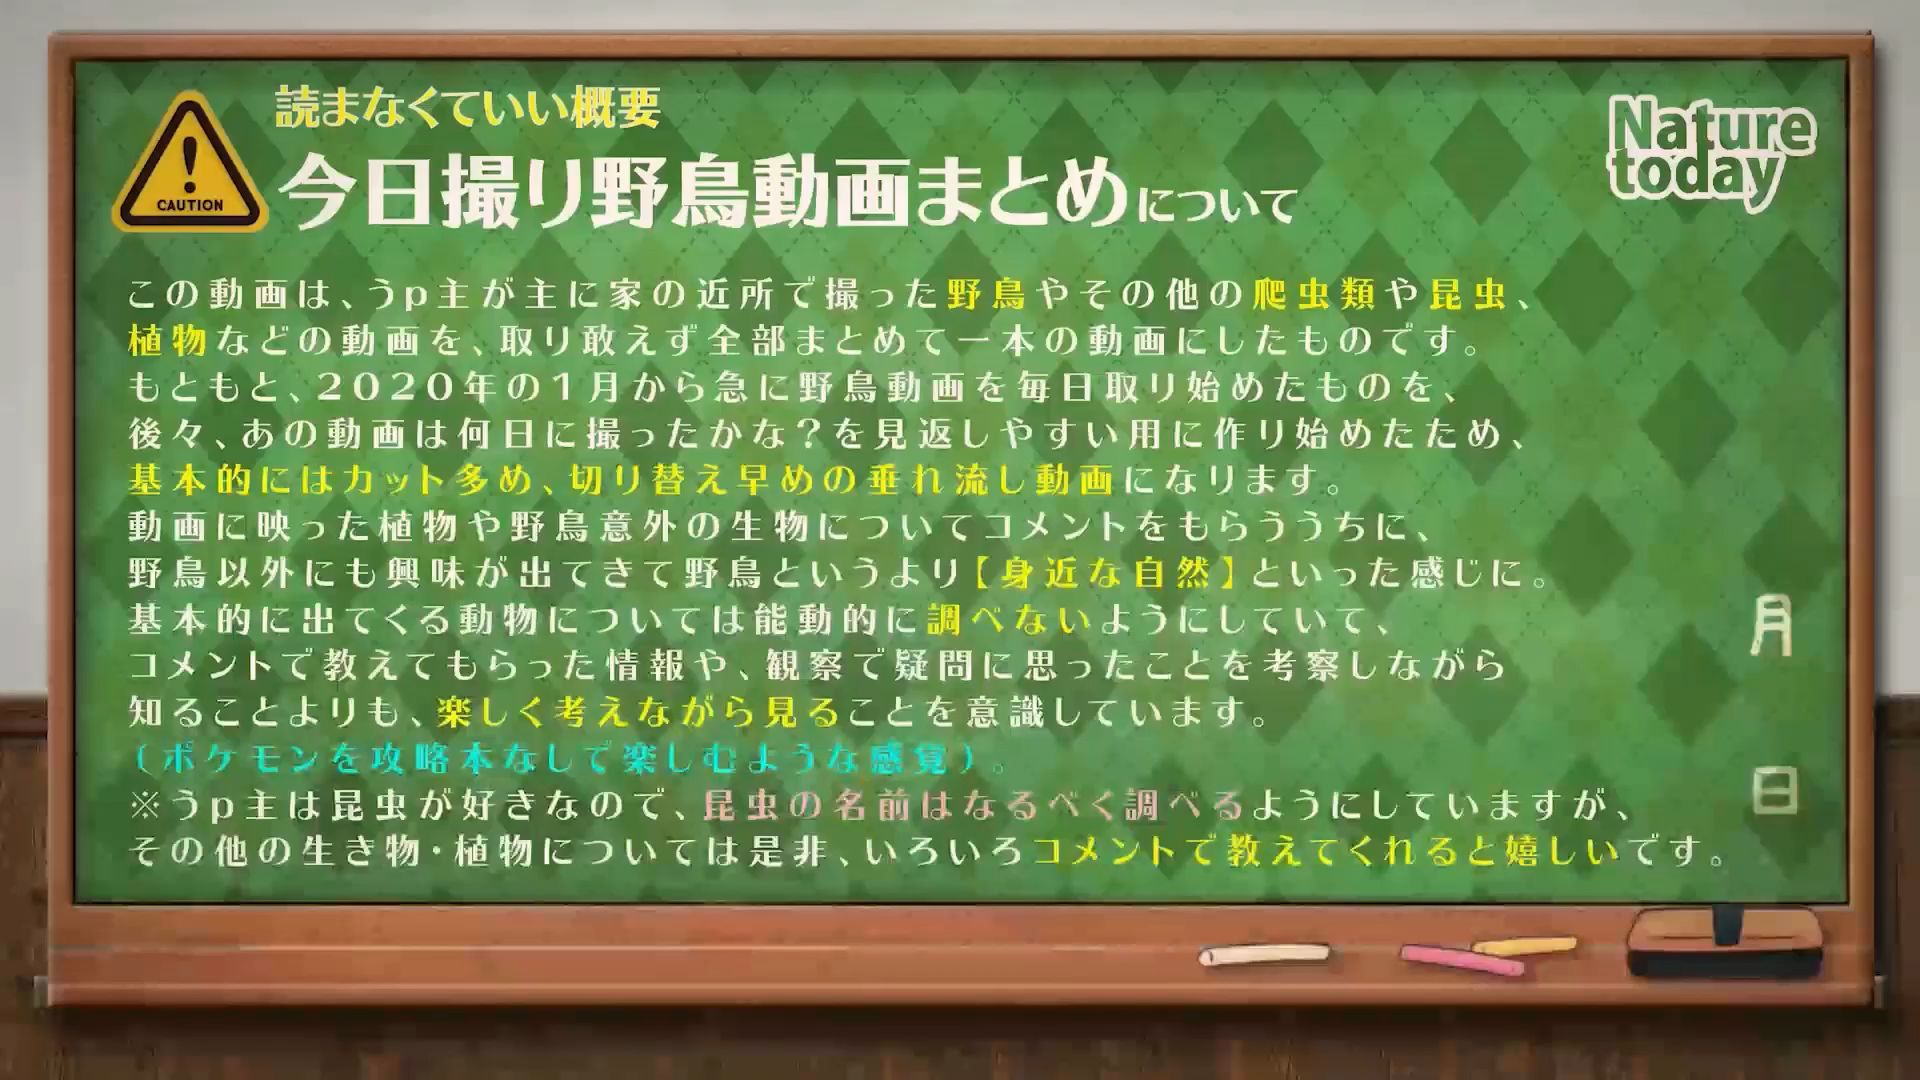 読まなくていい概要
今日撮り野鳥動画まとめについて
CAUTION
Nature
today
この動画は、うp主が主に家の近所で撮った野鳥やその他の爬虫類や昆虫、
植物などの動画を、取り敢えず全部まとめて一本の動画にしたものです。
もともと、2020年の1月から急に野鳥動画を毎日取り始めたものを、
後々、あの動画は何日に撮ったかな？を見返しやすい用に作り始めたため、
基本的にはカット多め、切り替え早めの垂れ流し動画になります。
動画に映った植物や野鳥意外の生物についてコメントをもらううちに、
野鳥以外にも興味が出てきて野鳥というより【身近な自然】といった感じに。
基本的に出てくる動物については能動的に調べないようにしていて、
コメントで教えてもらった情報や、観察で疑問に思ったことを考察しながら
知ることよりも、楽しく考えながら見ることを意識しています。
（ポケモンを攻略本なしで楽しむような感覚）。
※うp主は昆虫が好きなので、昆虫の名前はなるべく調べるようにしていますが、
その他の生き物・植物については是非、いろいろコメントで教えてくれると嬉しいです。
月
日